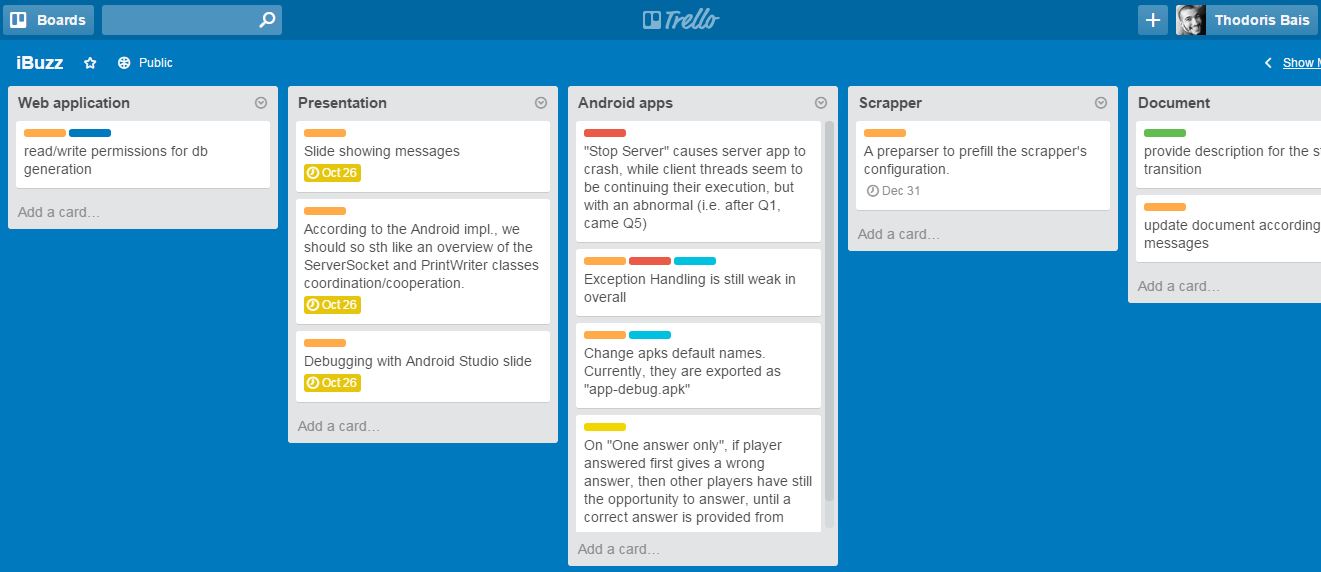 Boards
Trello
Thodoris Bais
iBuzz
Public
Show
Web application
read/write permissions for db
generation
Add a card…
Presentation
Slide showing messages
Oct 26
According to the Android impl., we
should so sth like an overview of the
ServerSocket and PrintWriter classes
coordination/cooperation.
Oct 26
Debugging with Android Studio slide
Oct 26
Add a card…
Android apps
"Stop Server" causes server app to
crash, while client threads seem to
be continuing their execution, but
with an abnormal (i.e. after Q1,
came Q5)
Exception Handling is still weak in
overall
Change apks default names.
Currently, they are exported as
"app-debug.apk"
On "One answer only", if player
answered first gives a wrong
answer, then other players have still
the opportunity to answer, until a
correct answer is provided from
Add a card…
Scrapper
A preparser to prefill the scrapper's
configuration.
Dec 31
Add a card…
Document
provide description for the
transition
update document according
messages
Add a card…